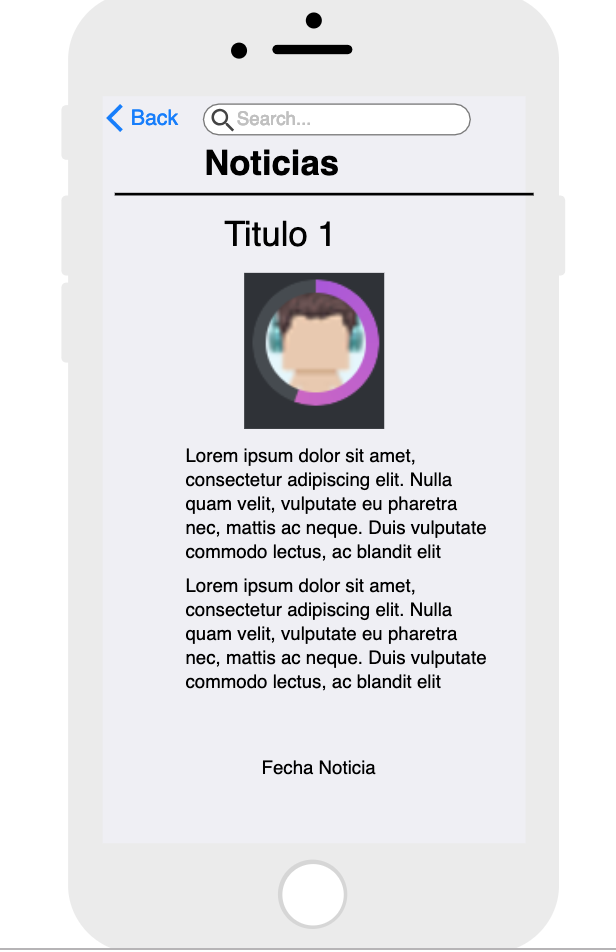 Back
Search...
Noticias
Titulo 1
Lorem ipsum dolor sit amet,
consectetur adipiscing elit. Nulla
quam velit, vulputate eu pharetra
nec, mattis ac neque. Duis vulputate
commodo lectus, ac blandit elit
Lorem ipsum dolor sit amet,
consectetur adipiscing elit. Nulla
quam velit, vulputate eu pharetra
nec, mattis ac neque. Duis vulputate
commodo lectus, ac blandit elit
Fecha Noticia